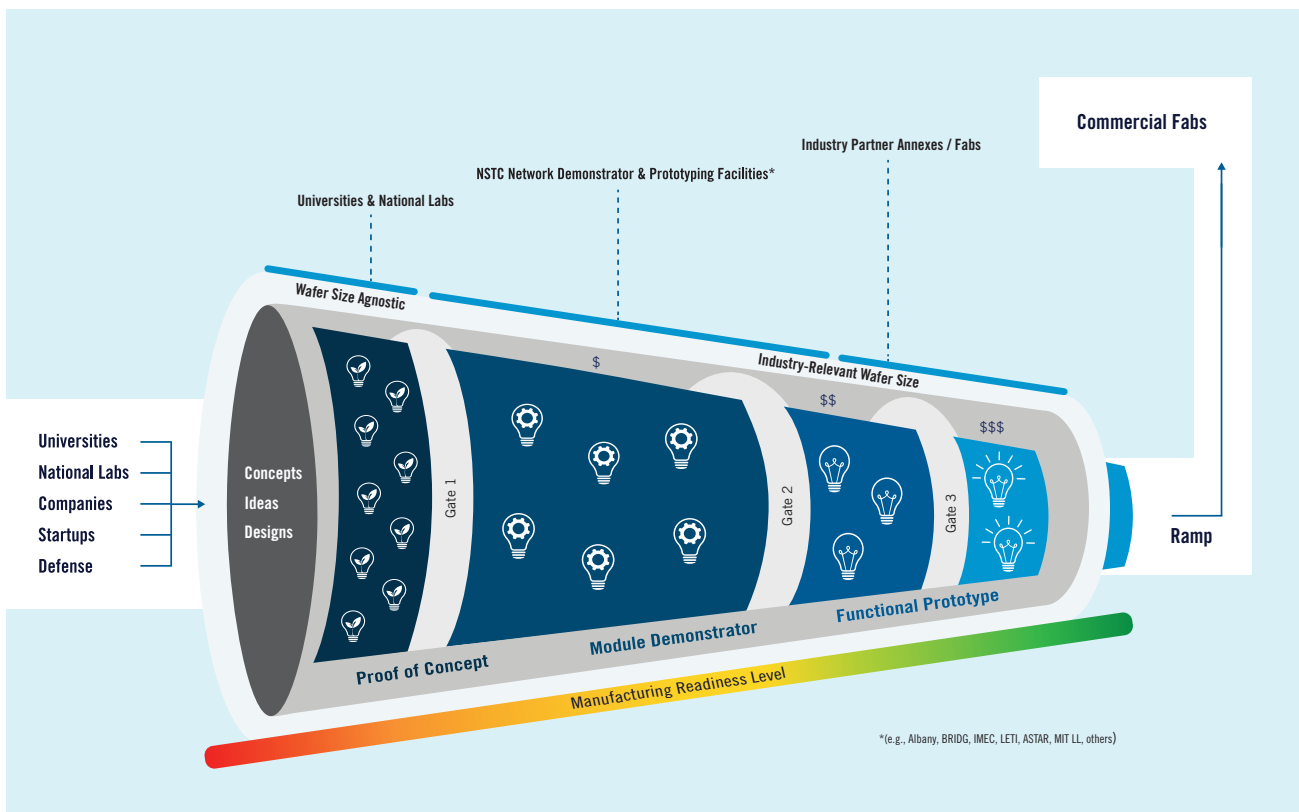 Commercial Fabs
Industry Partner Annexes / Fabs
NSTC Network Demonstrator & Prototyping Facilities*
Universities & National Labs
Wafer Size Agnostic
Industry-Relevant Wafer Size
$
$$
$$$
Universities
National Labs
Companies
Startups
Defense
Concepts
Ideas
Designs
Gate 1
Gate 2
Gate 3
Ramp
Proof of Concept
Module Demonstrator
Functional Prototype
Manufacturing Readiness Level
*(e.g., Albany, BRIDG, IMEC, LETI, ASTAR, MIT LL, others)